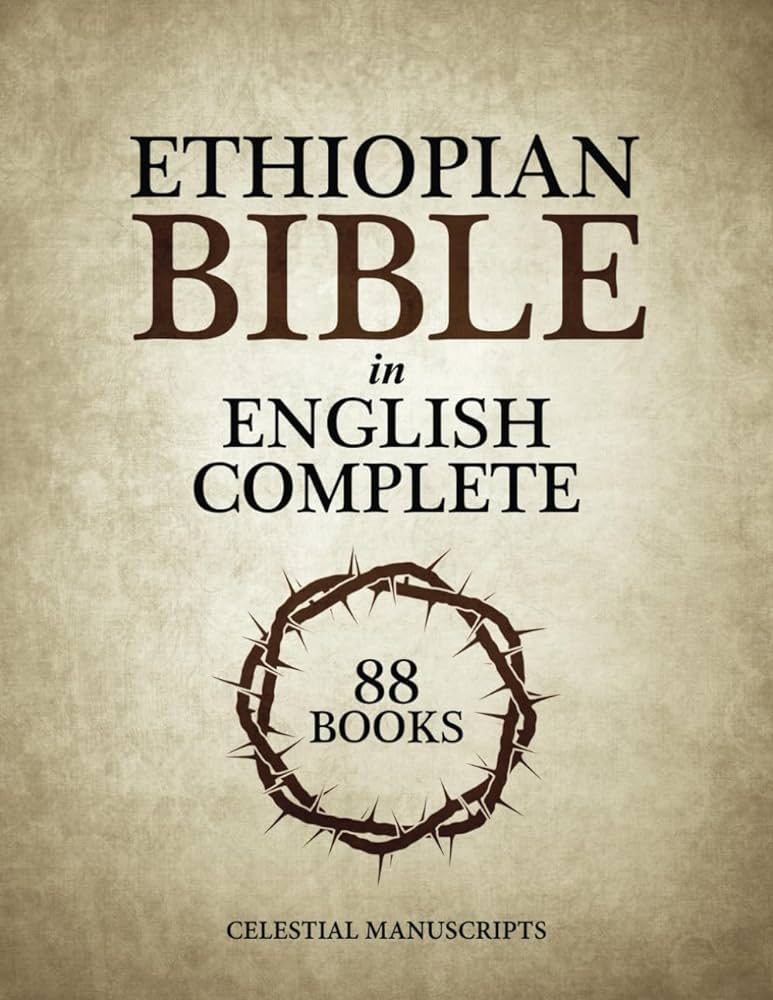 ETHIOPIAN
BIBLE
in
ENGLISH
COMPLETE
88
BOOKS
CELESTIAL MANUSCRIPTS